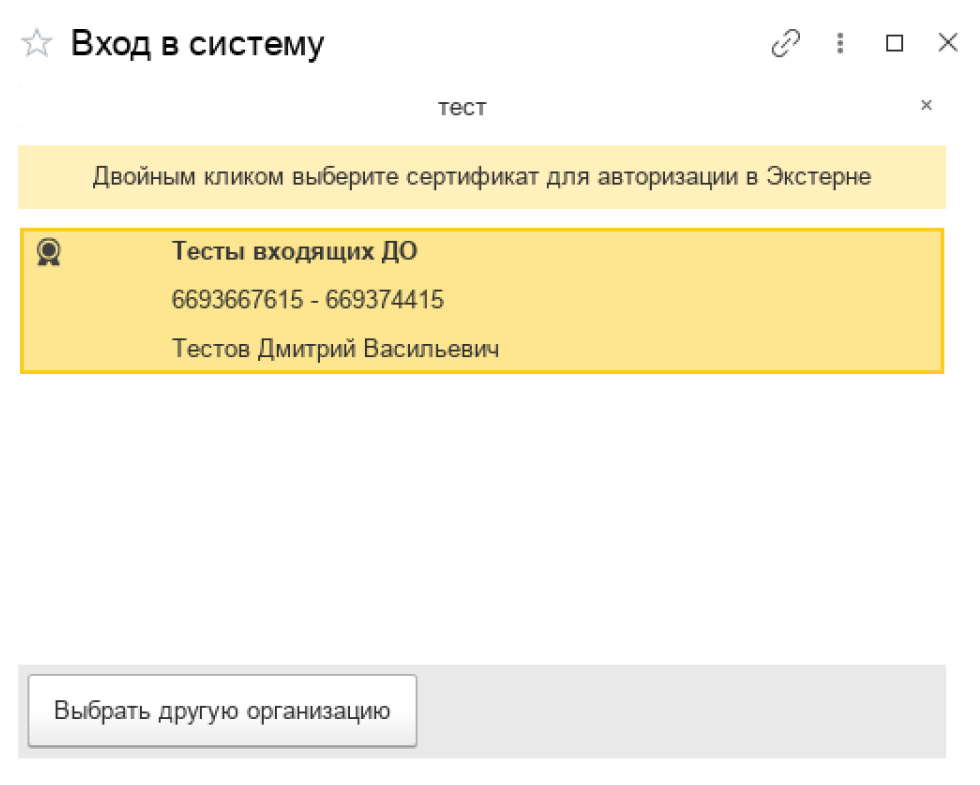 Вход в систему
тест
Двойным кликом выберите сертификат для авторизации в Экстерне
Тесты входящих ДО
6693667615 - 669374415
Тестов Дмитрий Васильевич
Выбрать другую организацию